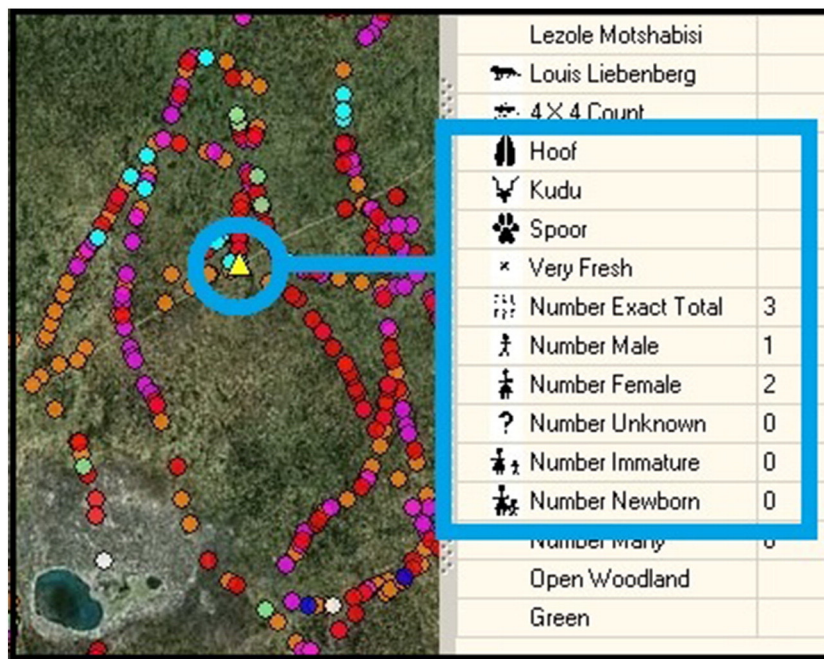 Lezole Motshabisi
Louis Liebenberg
4 X 4 Count
Hoof
Kudu
Spoor
Very Fresh
Number Exact Total 3
Number Male 1
Number Female 2
Number Unknown 0
Number Immature 0
Number Newborn 0
Number Many 0
Open Woodland
Green